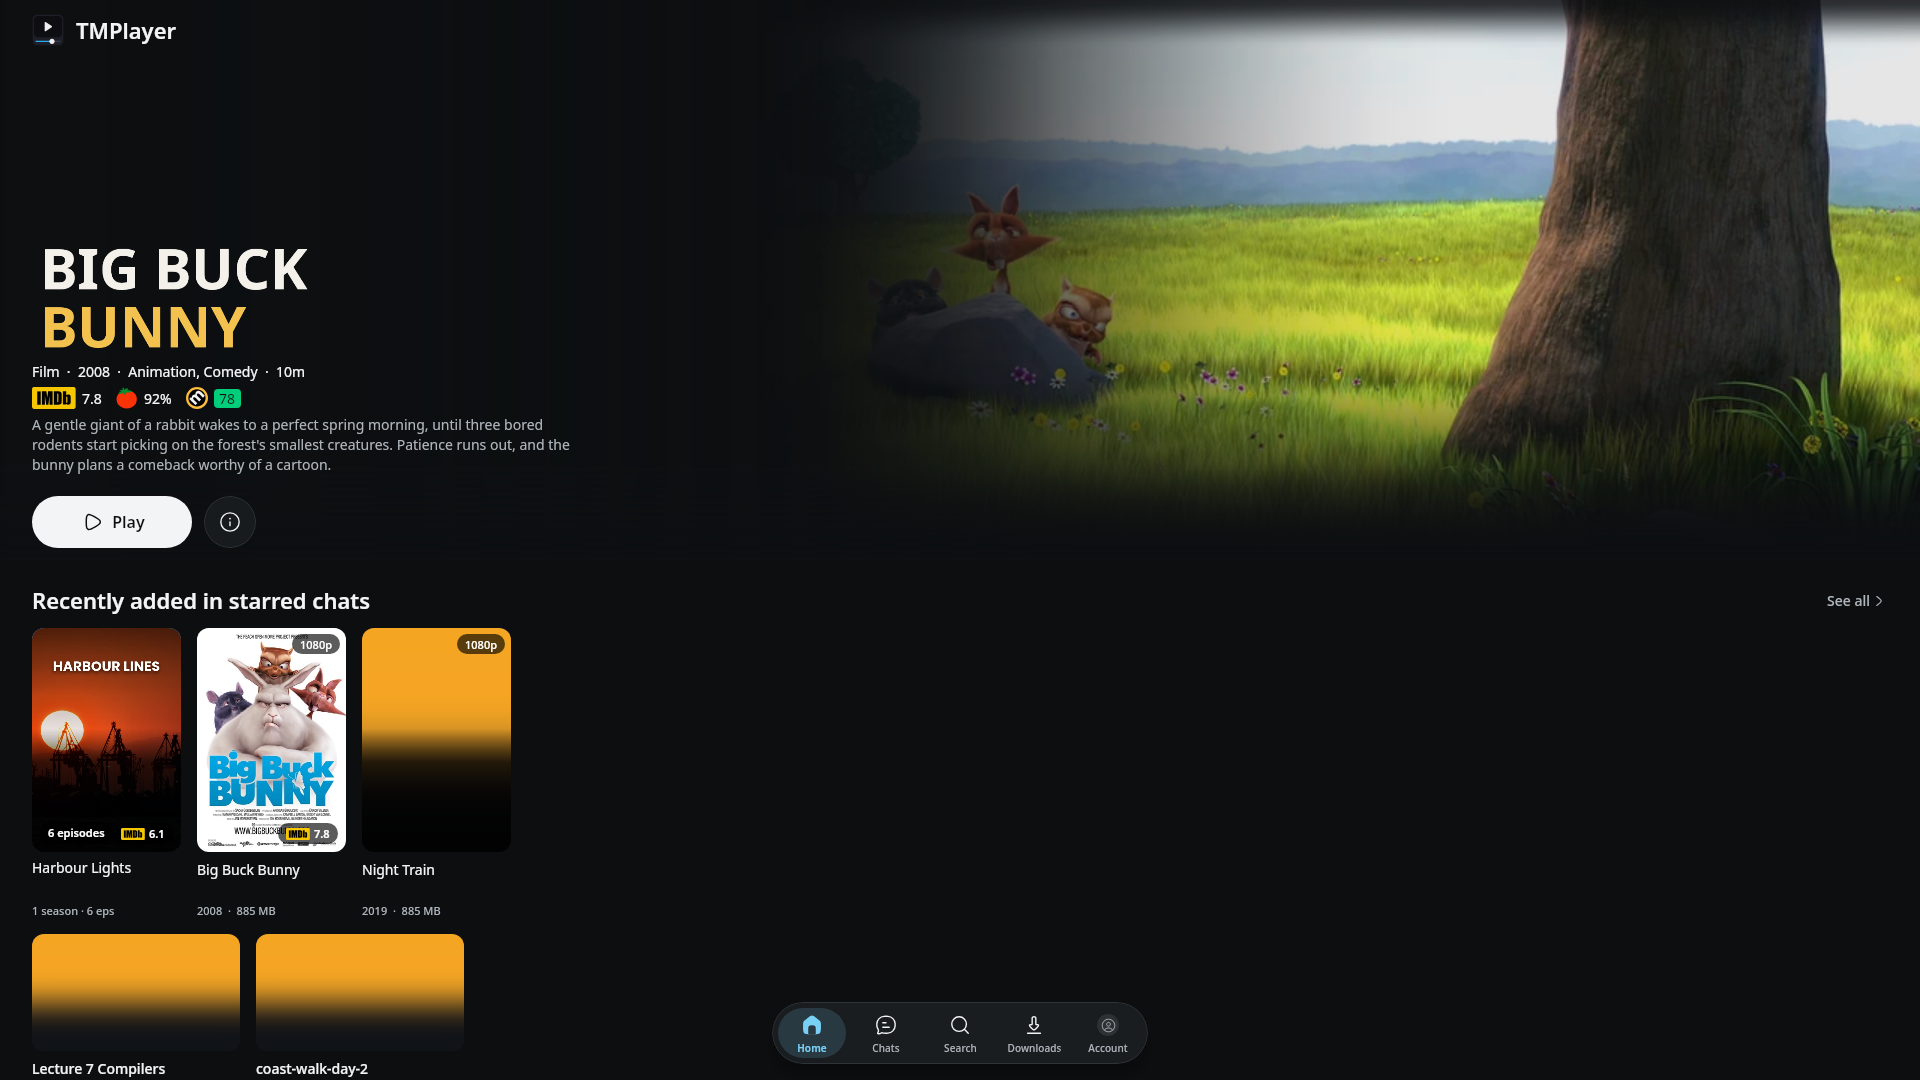 TMPlayer
BIG BUCK
BUNNY
Film · 2008 · Animation, Comedy · 10m
IMDb 7.8 92% m 78
A gentle giant of a rabbit wakes to a perfect spring morning, until three bored
rodents start picking on the forest's smallest creatures. Patience runs out, and the
bunny plans a comeback worthy of a cartoon.
Play
Recently added in starred chats
See all
HARBOUR LINES
6 episodes IMDb 6.1
Harbour Lights
1 season · 6 eps
1080p
Big Buck
BUNNY
IMDb 7.8
Big Buck Bunny
2008 · 885 MB
1080p
Night Train
2019 · 885 MB
Lecture 7 Compilers
coast-walk-day-2
Home
Chats
Search
Downloads
Account